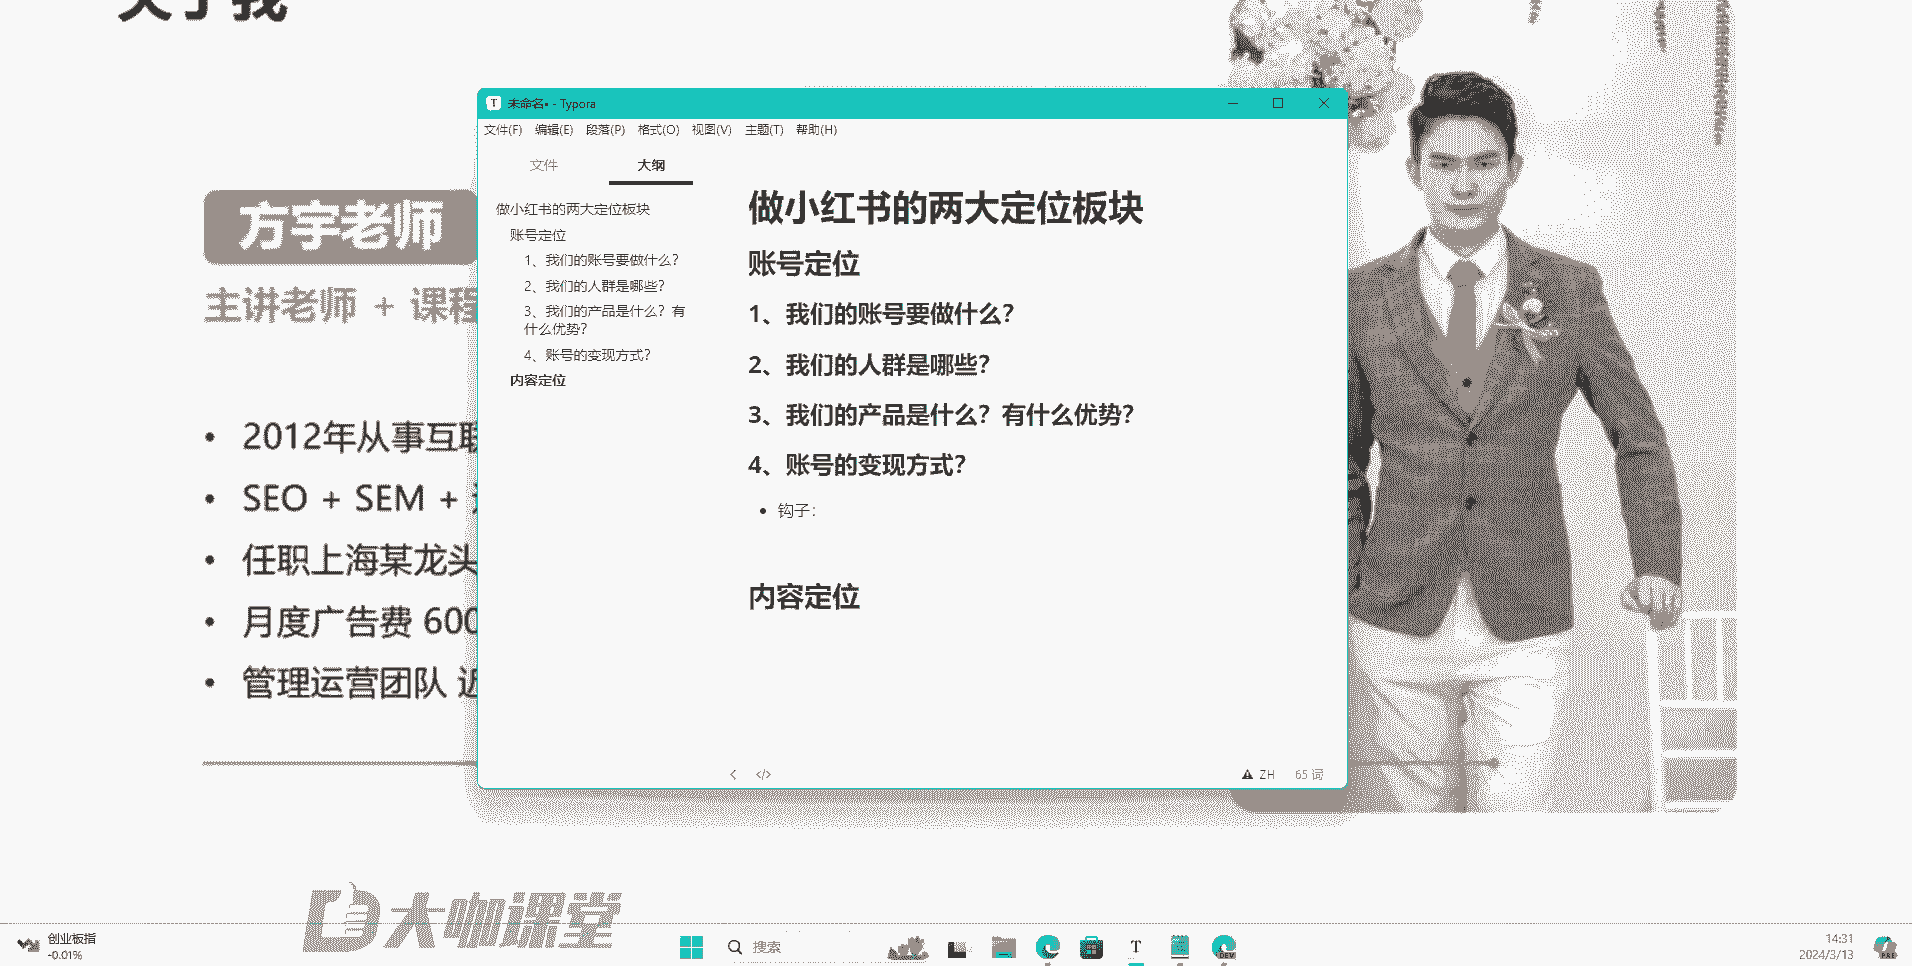 关于我
方宇老师
主讲老师 + 课程
• 2012年从事互联
• SEO + SEM +
• 任职上海某龙头
• 月度广告费 600
• 管理运营团队 近
未命名• - Typora
文件(F) 编辑(E) 段落(P) 格式(O) 视图(V) 主题(T) 帮助(H)
文件 大纲
做小红书的两大定位板块
账号定位
1、我们的账号要做什么？
2、我们的人群是哪些？
3、我们的产品是什么？有
什么优势？
4、账号的变现方式？
内容定位
做小红书的两大定位板块
账号定位
1、我们的账号要做什么？
2、我们的人群是哪些？
3、我们的产品是什么？有什么优势？
4、账号的变现方式？
• 钩子：
内容定位
ZH 65 词
大咖课堂
创业板指
-0.01%
搜索
T
DEV
14:31
2024/3/13
PRE